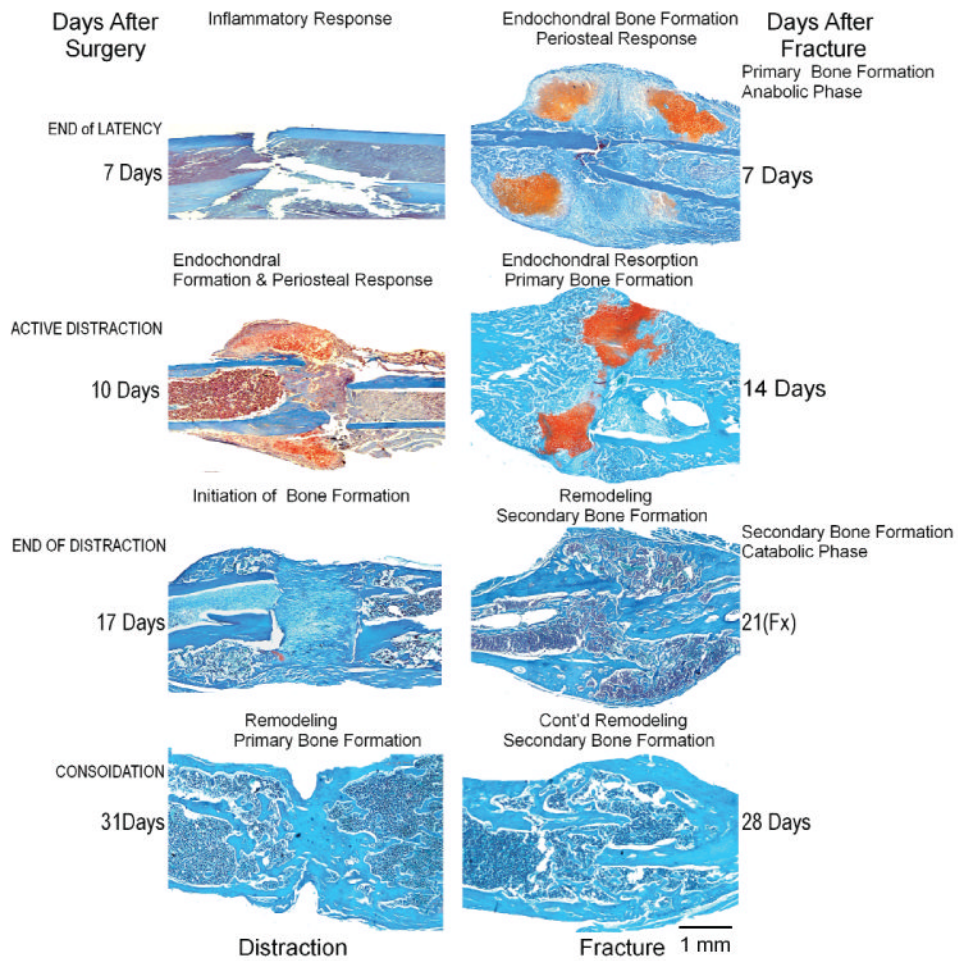 Days After
Surgery
Inflammatory Response
Endochondral Bone Formation
Periosteal Response
Days After
Fracture
Primary Bone Formation
Anabolic Phase
END of LATENCY
7 Days
7 Days
Endochondral
Formation & Periosteal Response
Endochondral Resorption
Primary Bone Formation
ACTIVE DISTRACTION
10 Days
14 Days
Initiation of Bone Formation
Remodeling
Secondary Bone Formation
END OF DISTRACTION
Secondary Bone Formation
Catabolic Phase
17 Days
21(Fx)
Remodeling
Primary Bone Formation
Cont'd Remodeling
Secondary Bone Formation
CONSOIDATION
31Days
28 Days
Distraction
Fracture
1 mm